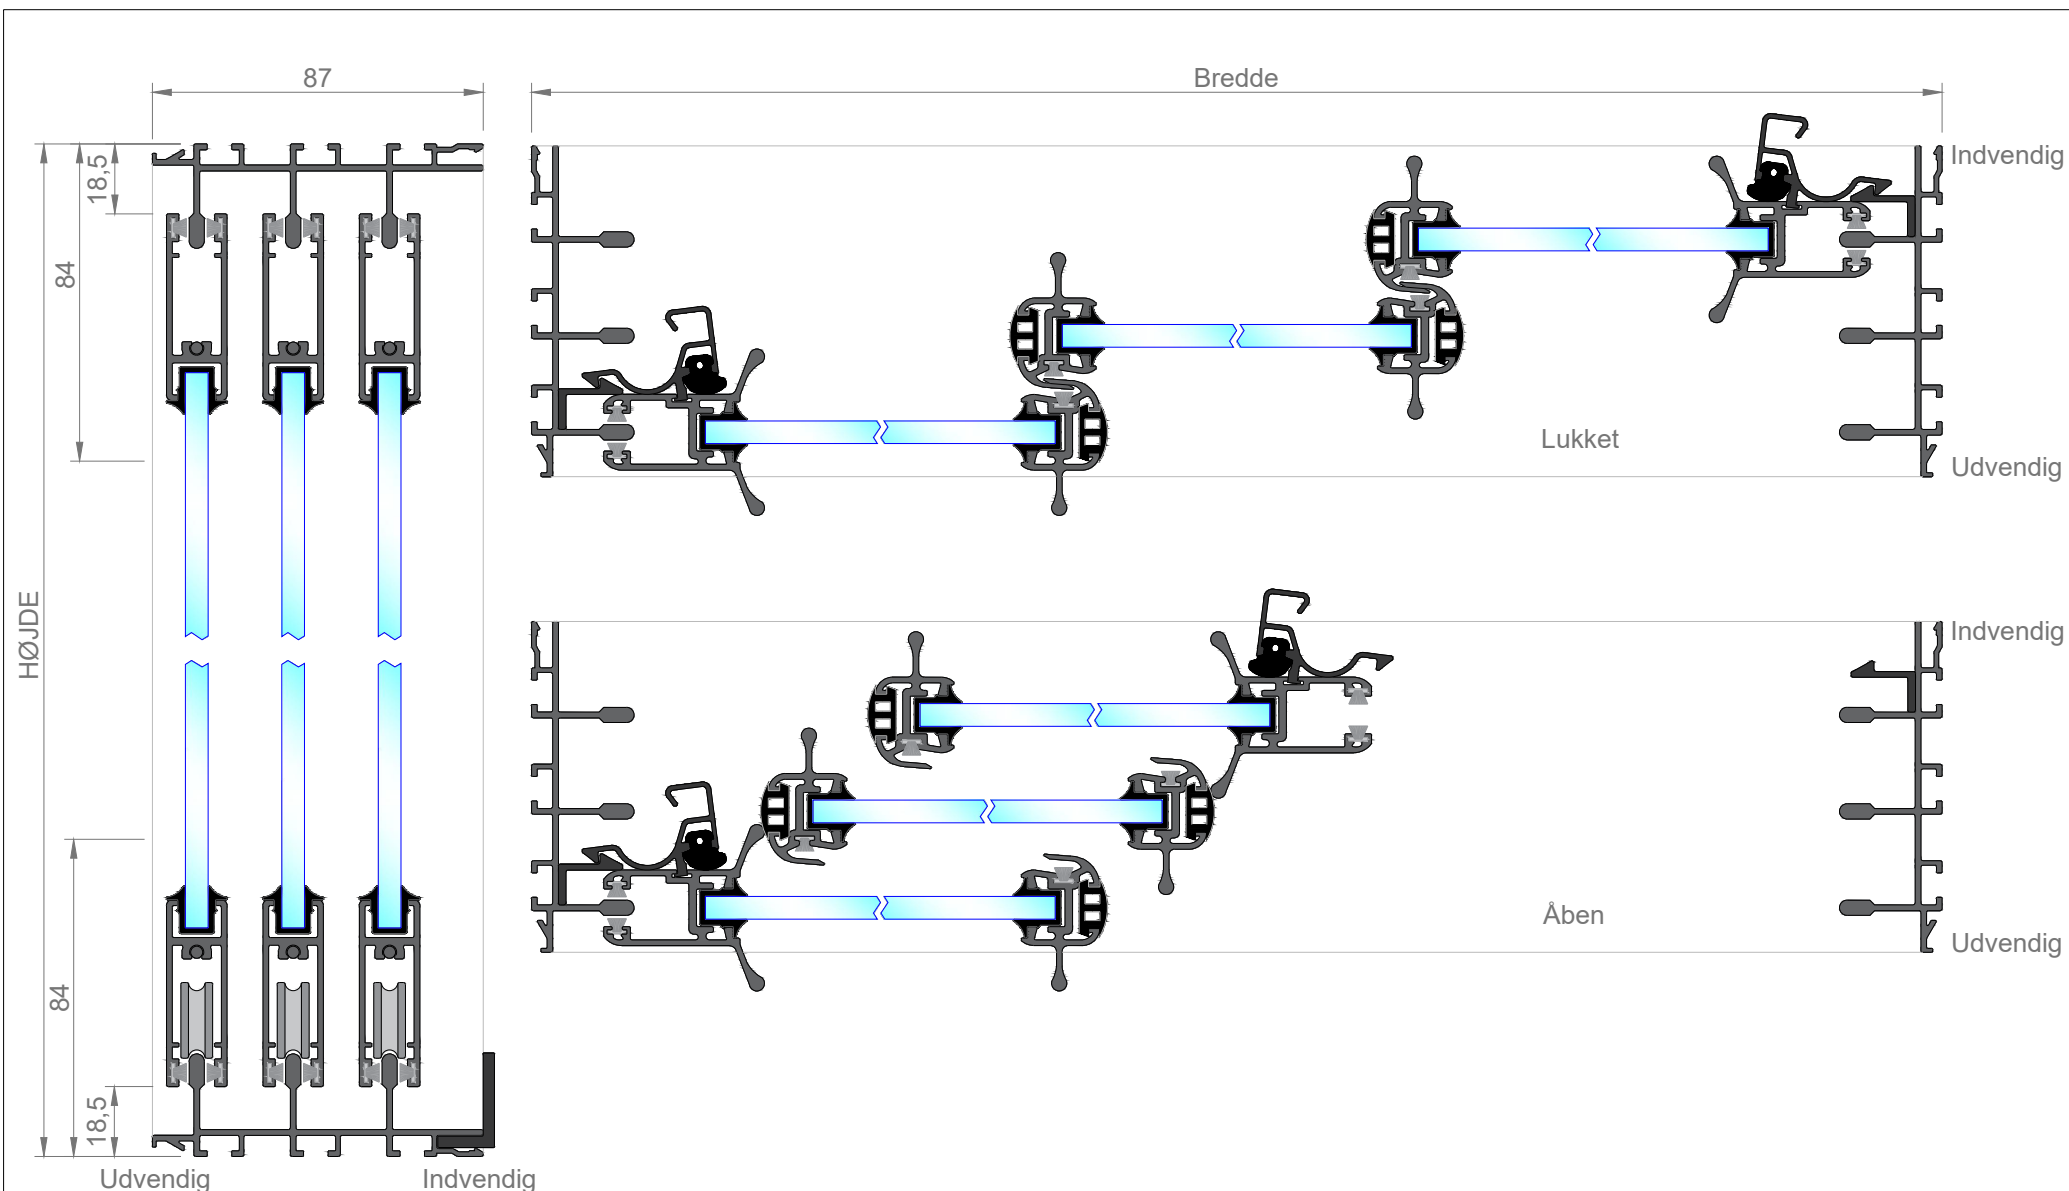 87
Bredde
18,5
84
HØJDE
84
18,5
Udvendig
Indvendig
Indvendig
Lukket
Udvendig
Indvendig
Åben
Udvendig